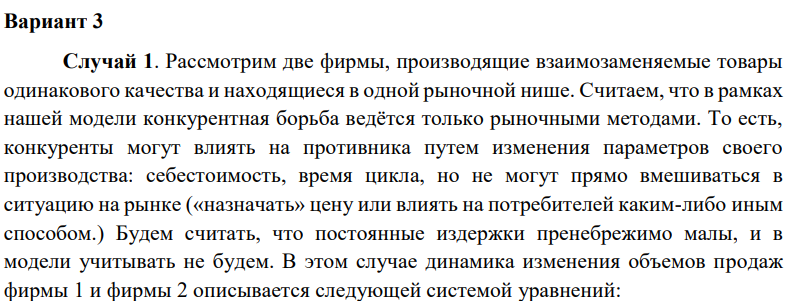 Вариант 3
Случай 1. Рассмотрим две фирмы, производящие взаимозаменяемые товары
одинакового качества и находящиеся в одной рыночной нише. Считаем, что в рамках
нашей модели конкурентная борьба ведётся только рыночными методами. То есть,
конкуренты могут влиять на противника путем изменения параметров своего
производства: себестоимость, время цикла, но не могут прямо вмешиваться в
ситуацию на рынке («назначать» цену или влиять на потребителей каким-либо иным
способом.) Будем считать, что постоянные издержки пренебрежимо малы, и в
модели учитывать не будем. В этом случае динамика изменения объемов продаж
фирмы 1 и фирмы 2 описывается следующей системой уравнений: